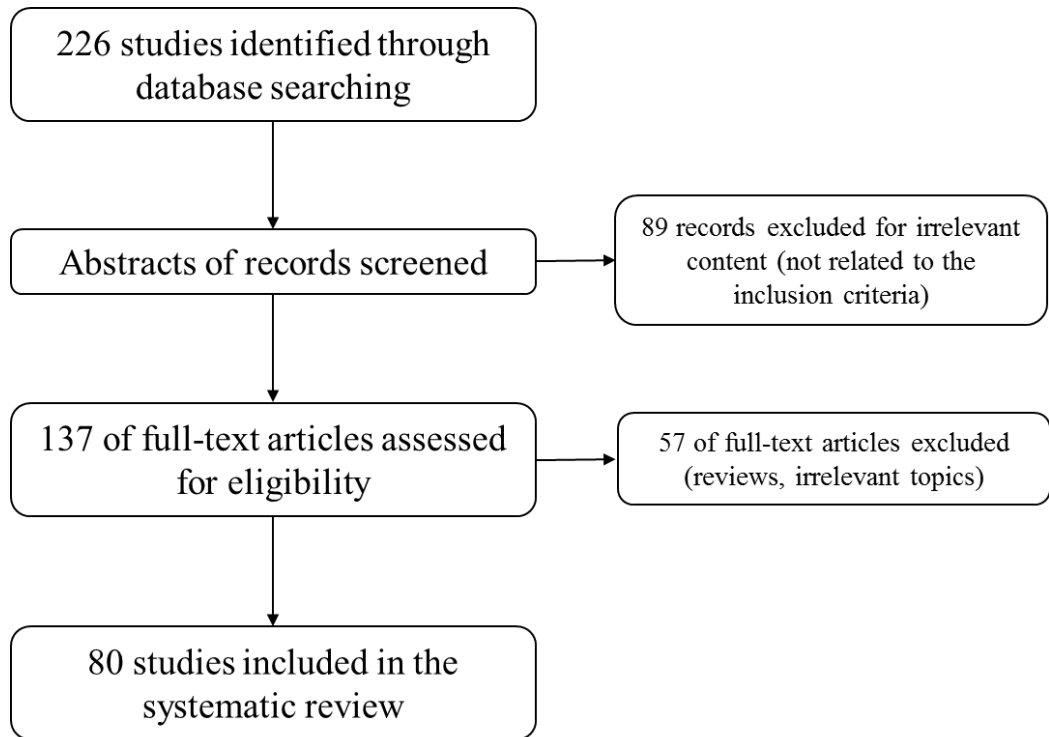 226 studies identified through
database searching
Abstracts of records screened
89 records excluded for irrelevant
content (not related to the
inclusion criteria)
137 of full-text articles assessed
for eligibility
57 of full-text articles excluded
(reviews, irrelevant topics)
80 studies included in the
systematic review